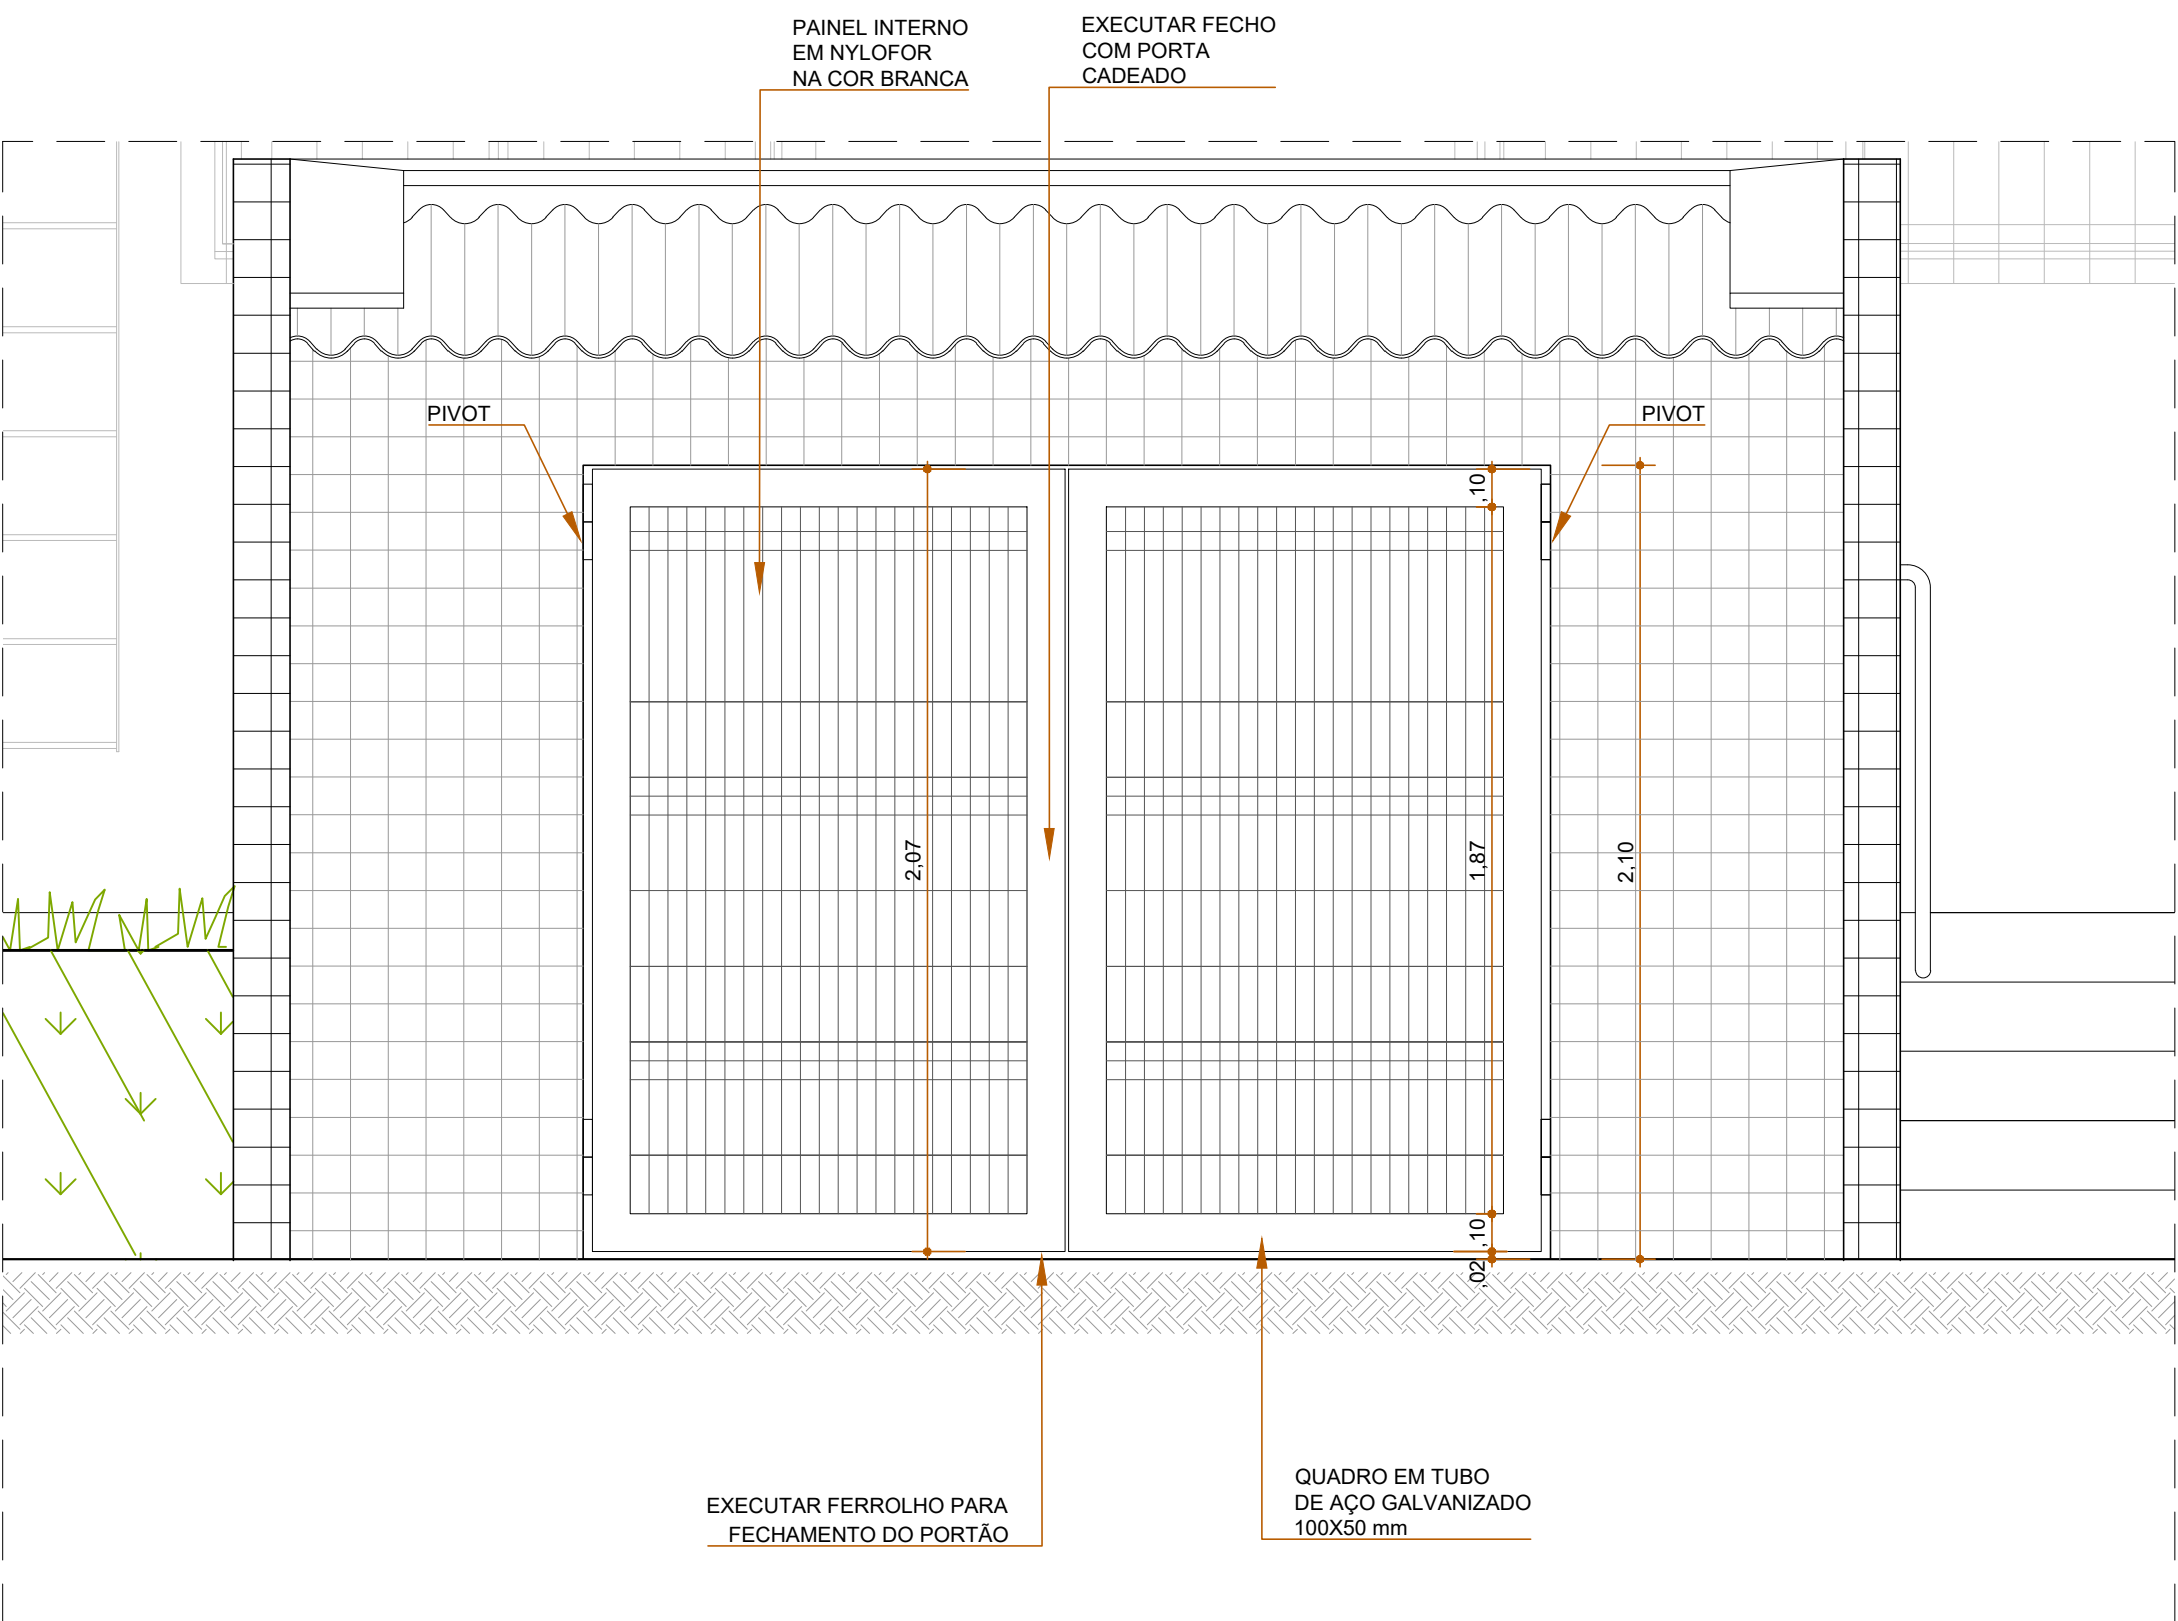 PAINEL INTERNO
EM NYLOFOR
NA COR BRANCA
EXECUTAR FECHO
COM PORTA
CADEADO
PIVOT
PIVOT
,10
2,07
1,87
2,10
,10
,02
EXECUTAR FERROLHO PARA
FECHAMENTO DO PORTÃO
QUADRO EM TUBO
DE AÇO GALVANIZADO
100X50 mm